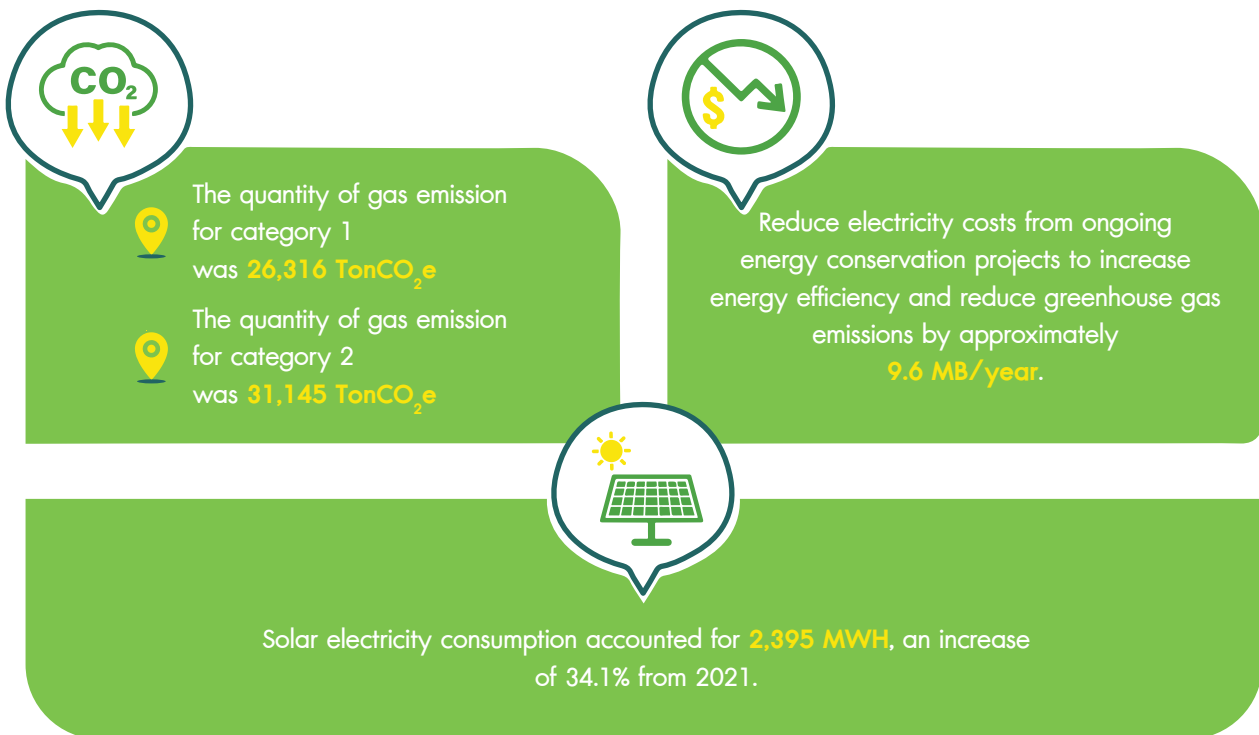 CO₂
The quantity of gas emission
for category 1
was 26,316 TonCO₂e
The quantity of gas emission
for category 2
was 31,145 TonCO₂e
$
Reduce electricity costs from ongoing
energy conservation projects to increase
energy efficiency and reduce greenhouse gas
emissions by approximately
9.6 MB/year.
Solar electricity consumption accounted for 2,395 MWH, an increase
of 34.1% from 2021.